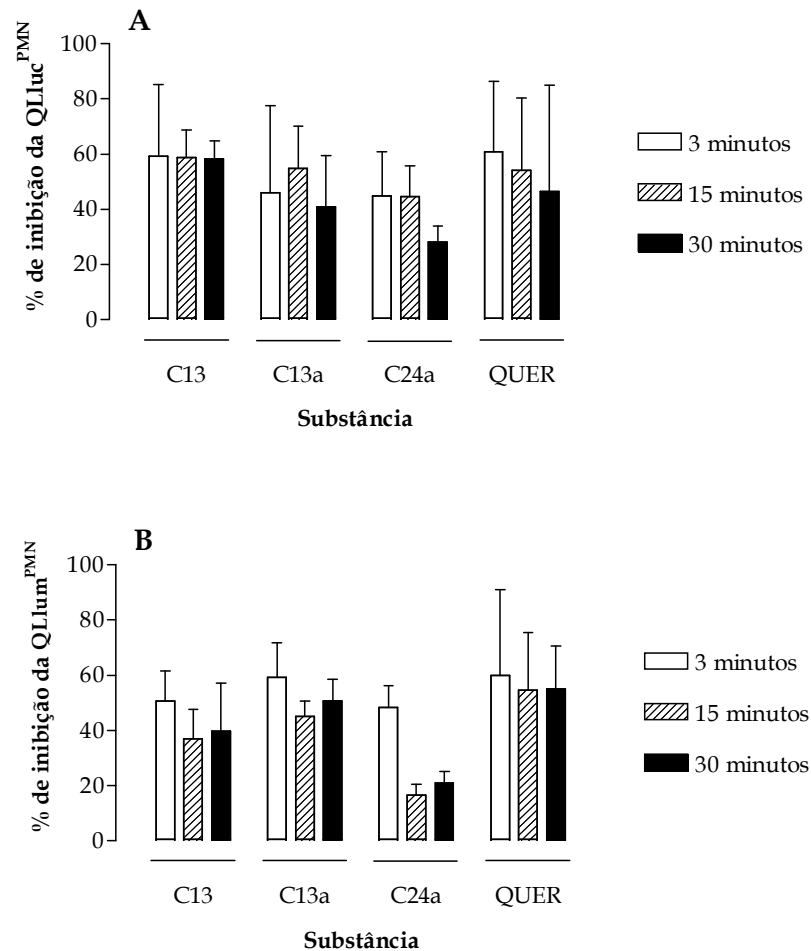 A
% de inibição da QLluc^PMN
100
80
60
40
20
0
C13 C13a C24a QUER
Substância
3 minutos
15 minutos
30 minutos
B
% de inibição da QLlum^PMN
100
80
60
40
20
0
C13 C13a C24a QUER
Substância
3 minutos
15 minutos
30 minutos